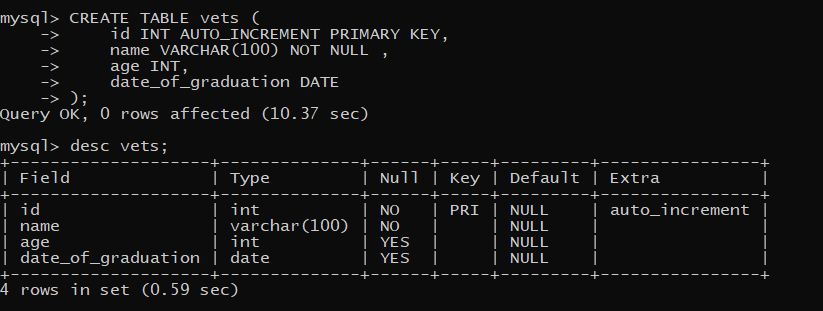 mysql> CREATE TABLE vets (
    ->     id INT AUTO_INCREMENT PRIMARY KEY,
    ->     name VARCHAR(100) NOT NULL ,
    ->     age INT,
    ->     date_of_graduation DATE
    -> );
Query OK, 0 rows affected (10.37 sec)

mysql> desc vets;
+--------------------+--------------+------+-----+---------+----------------+
| Field              | Type         | Null | Key | Default | Extra          |
+--------------------+--------------+------+-----+---------+----------------+
| id                 | int          | NO   | PRI | NULL    | auto_increment |
| name               | varchar(100) | NO   |     | NULL    |                |
| age                | int          | YES  |     | NULL    |                |
| date_of_graduation | date         | YES  |     | NULL    |                |
+--------------------+--------------+------+-----+---------+----------------+
4 rows in set (0.59 sec)